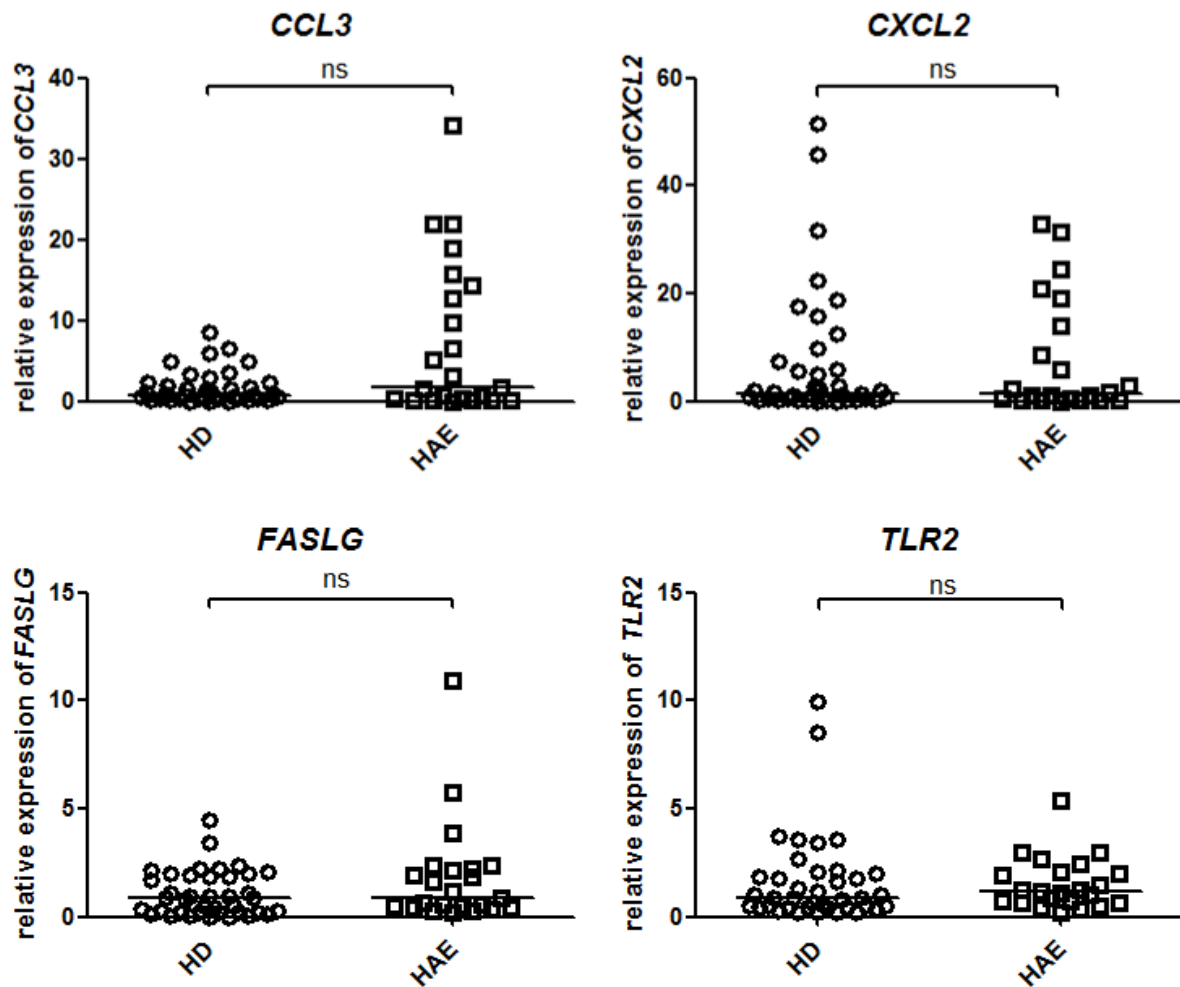 CCL3
ns
relative expression of CCL3
40
30
20
10
0
HD
HAE
CXCL2
ns
relative expression of CXCL2
60
40
20
0
HD
HAE
FASLG
ns
relative expression of FASLG
15
10
5
0
HD
HAE
TLR2
ns
relative expression of TLR2
15
10
5
0
HD
HAE